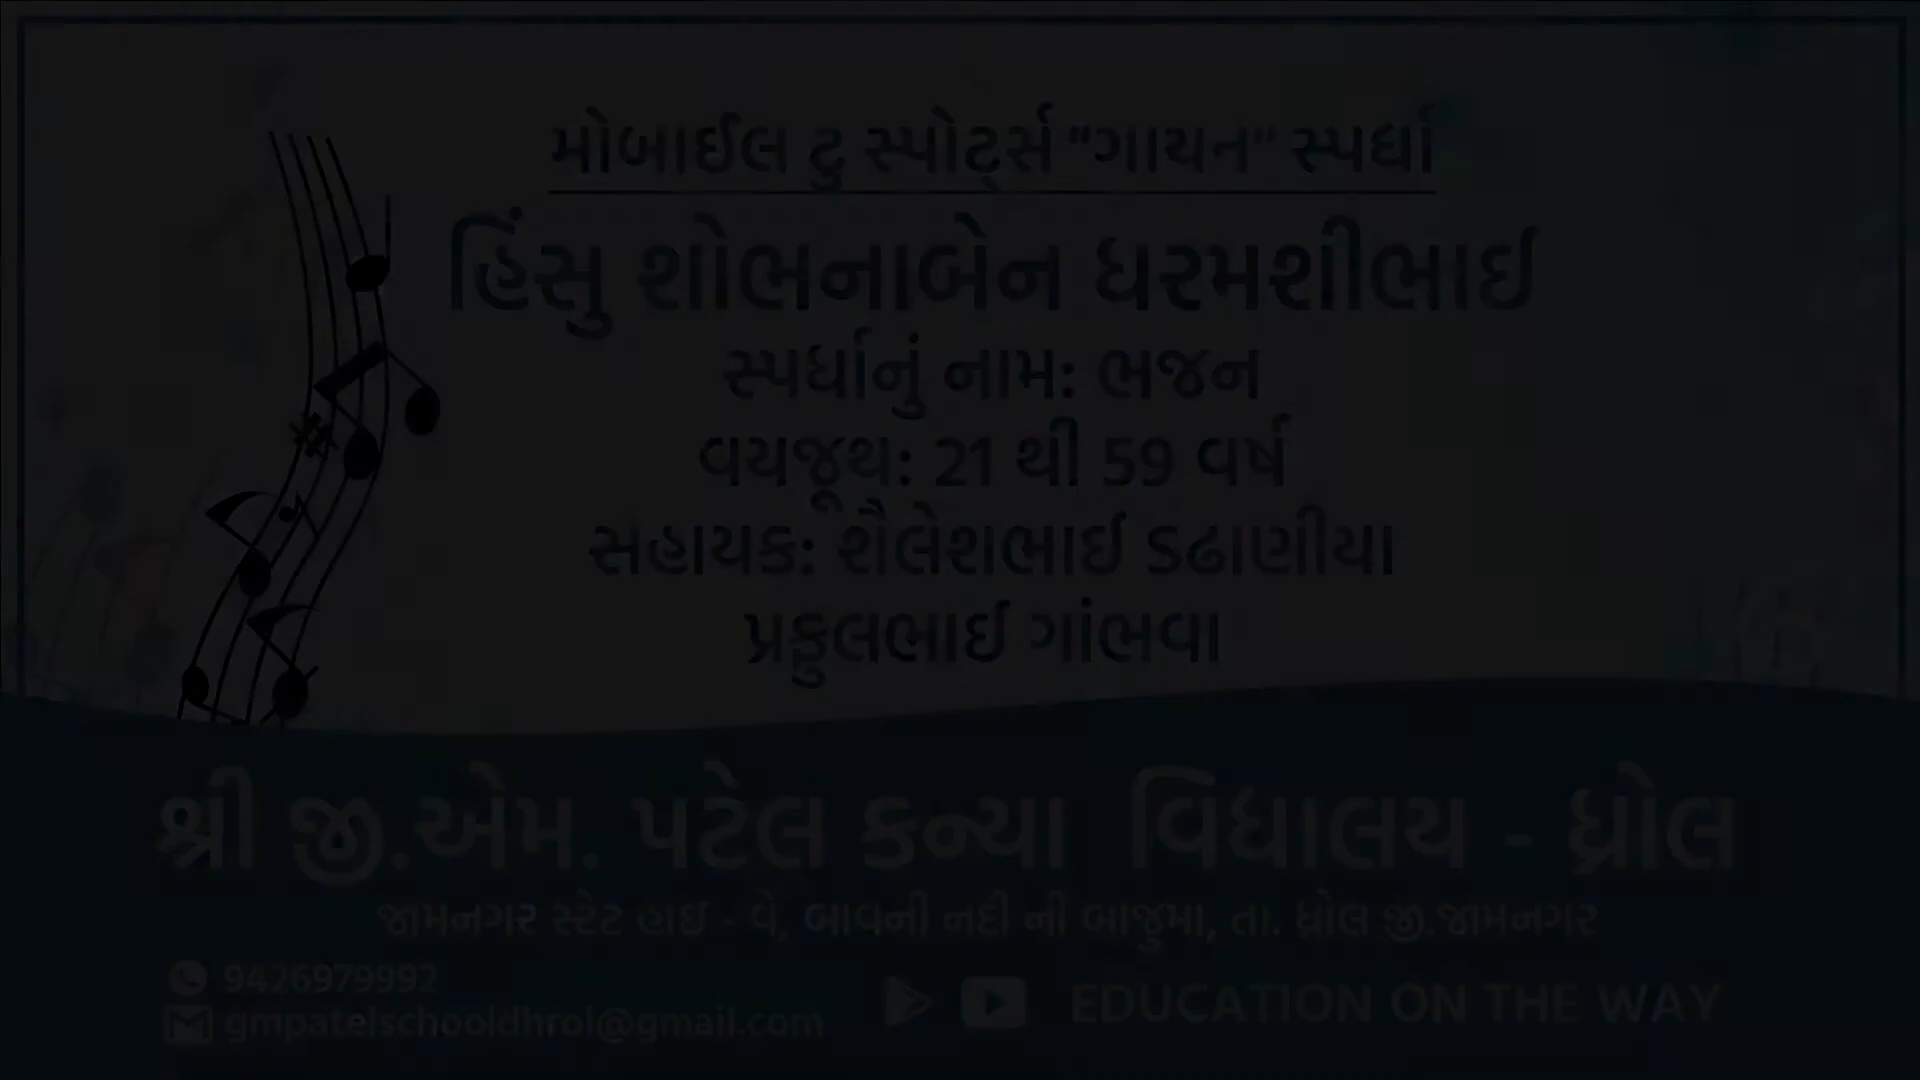 મોબાઈલ ટુ સ્પોર્ટ્સ "ગાયન" સ્પર્ધા
હિંસુ શોભનાબેન ધરમશીભાઈ
સ્પર્ધાનું નામ: ભજન
વયજૂથ: 21 થી 59 વર્ષ
સહાયક: શૈલેશભાઈ ડઢાણીયા
પ્રફુલભાઈ ગાંભવા
શ્રી જી.એમ. પટેલ કન્યા વિદ્યાલય - ધ્રોલ
જામનગર સ્ટેટ હાઇ - વે, બાવની નદી ની બાજુમા, તા. ધ્રોલ જી.જામનગર
9426979992
gmpatelschooldhrol@gmail.com
EDUCATION ON THE WAY